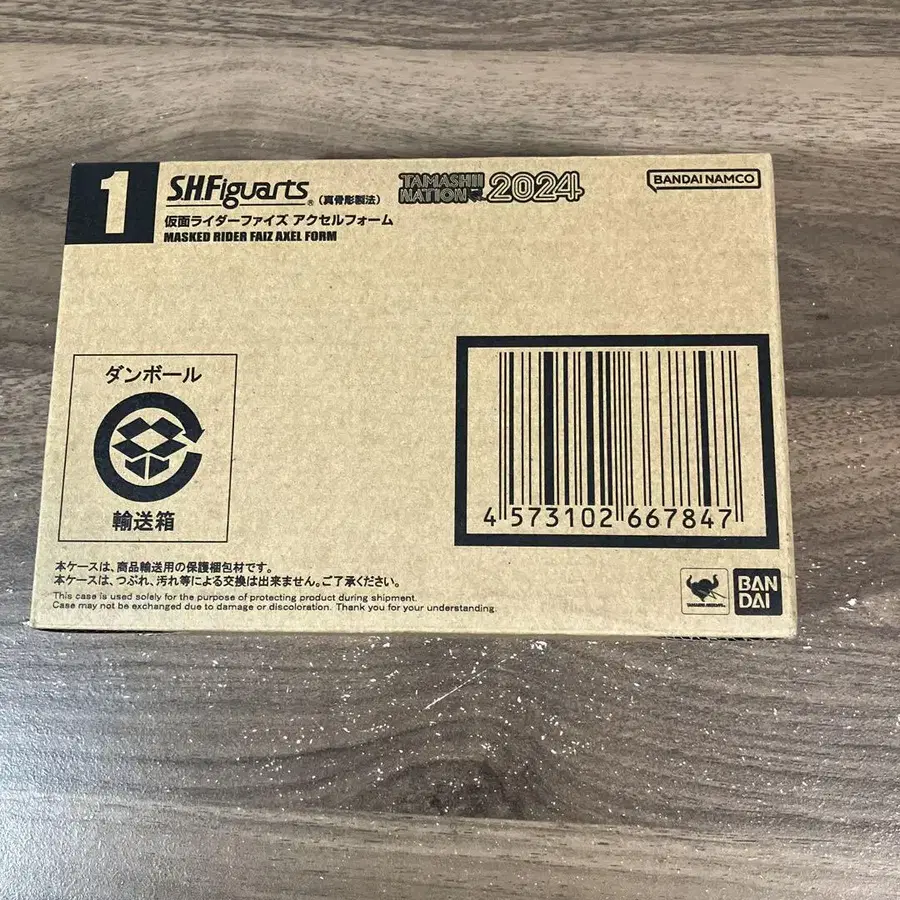 1
S.H.Figuarts® (真骨彫製法)
TAMASHII NATION 2024
BANDAI NAMCO
仮面ライダーファイズ アクセルフォーム
MASKED RIDER FAIZ AXEL FORM
ダンボール
輸送箱
4 573102 667847
本ケースは、商品輸送用の保護梱包材です。
本ケースは、つぶれ、汚れ等による交換は出来ません。ご了承ください。
This case is used solely for the purpose of protecting product during shipment.
Case may not be exchanged due to damage or discoloration. Thank you for your understanding.
TAMASHII NATIONS
BAN
DAI